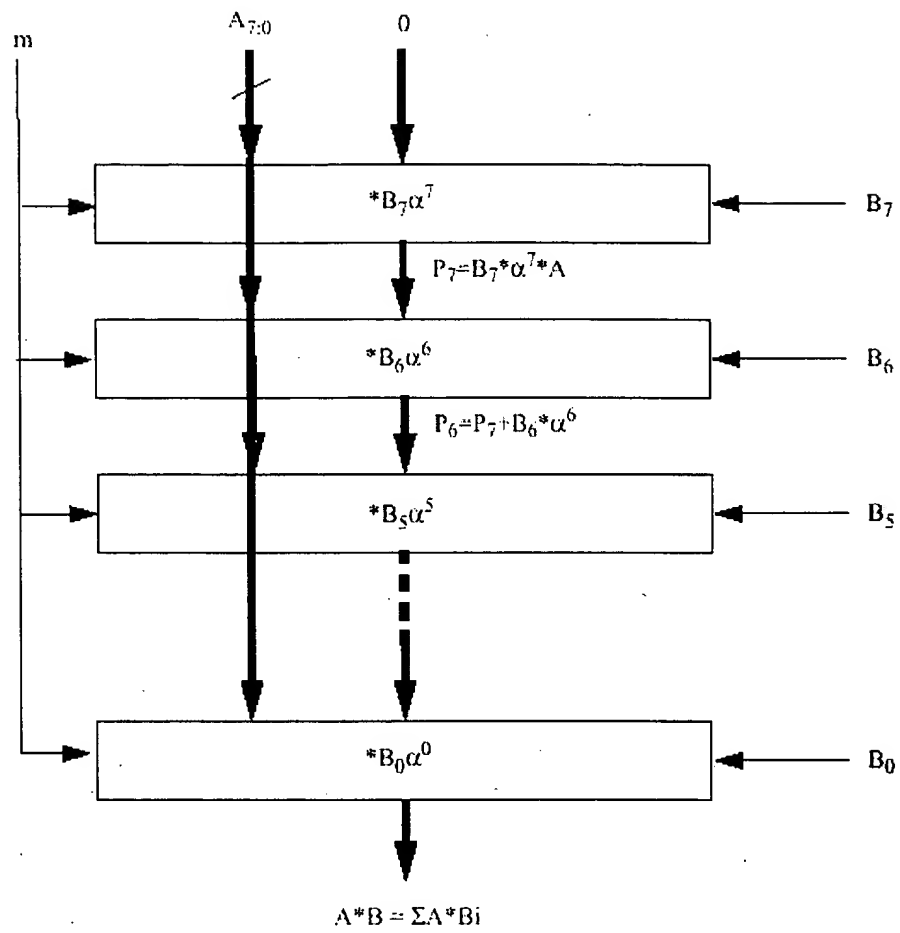 m
A₇:₀
0
*B₇α⁷
B₇
P₇=B₇*α⁷*A
*B₆α⁶
B₆
P₆=P₇+B₆*α⁶
*B₅α⁵
B₅
*B₀α⁰
B₀
A*B = ΣA*Bi